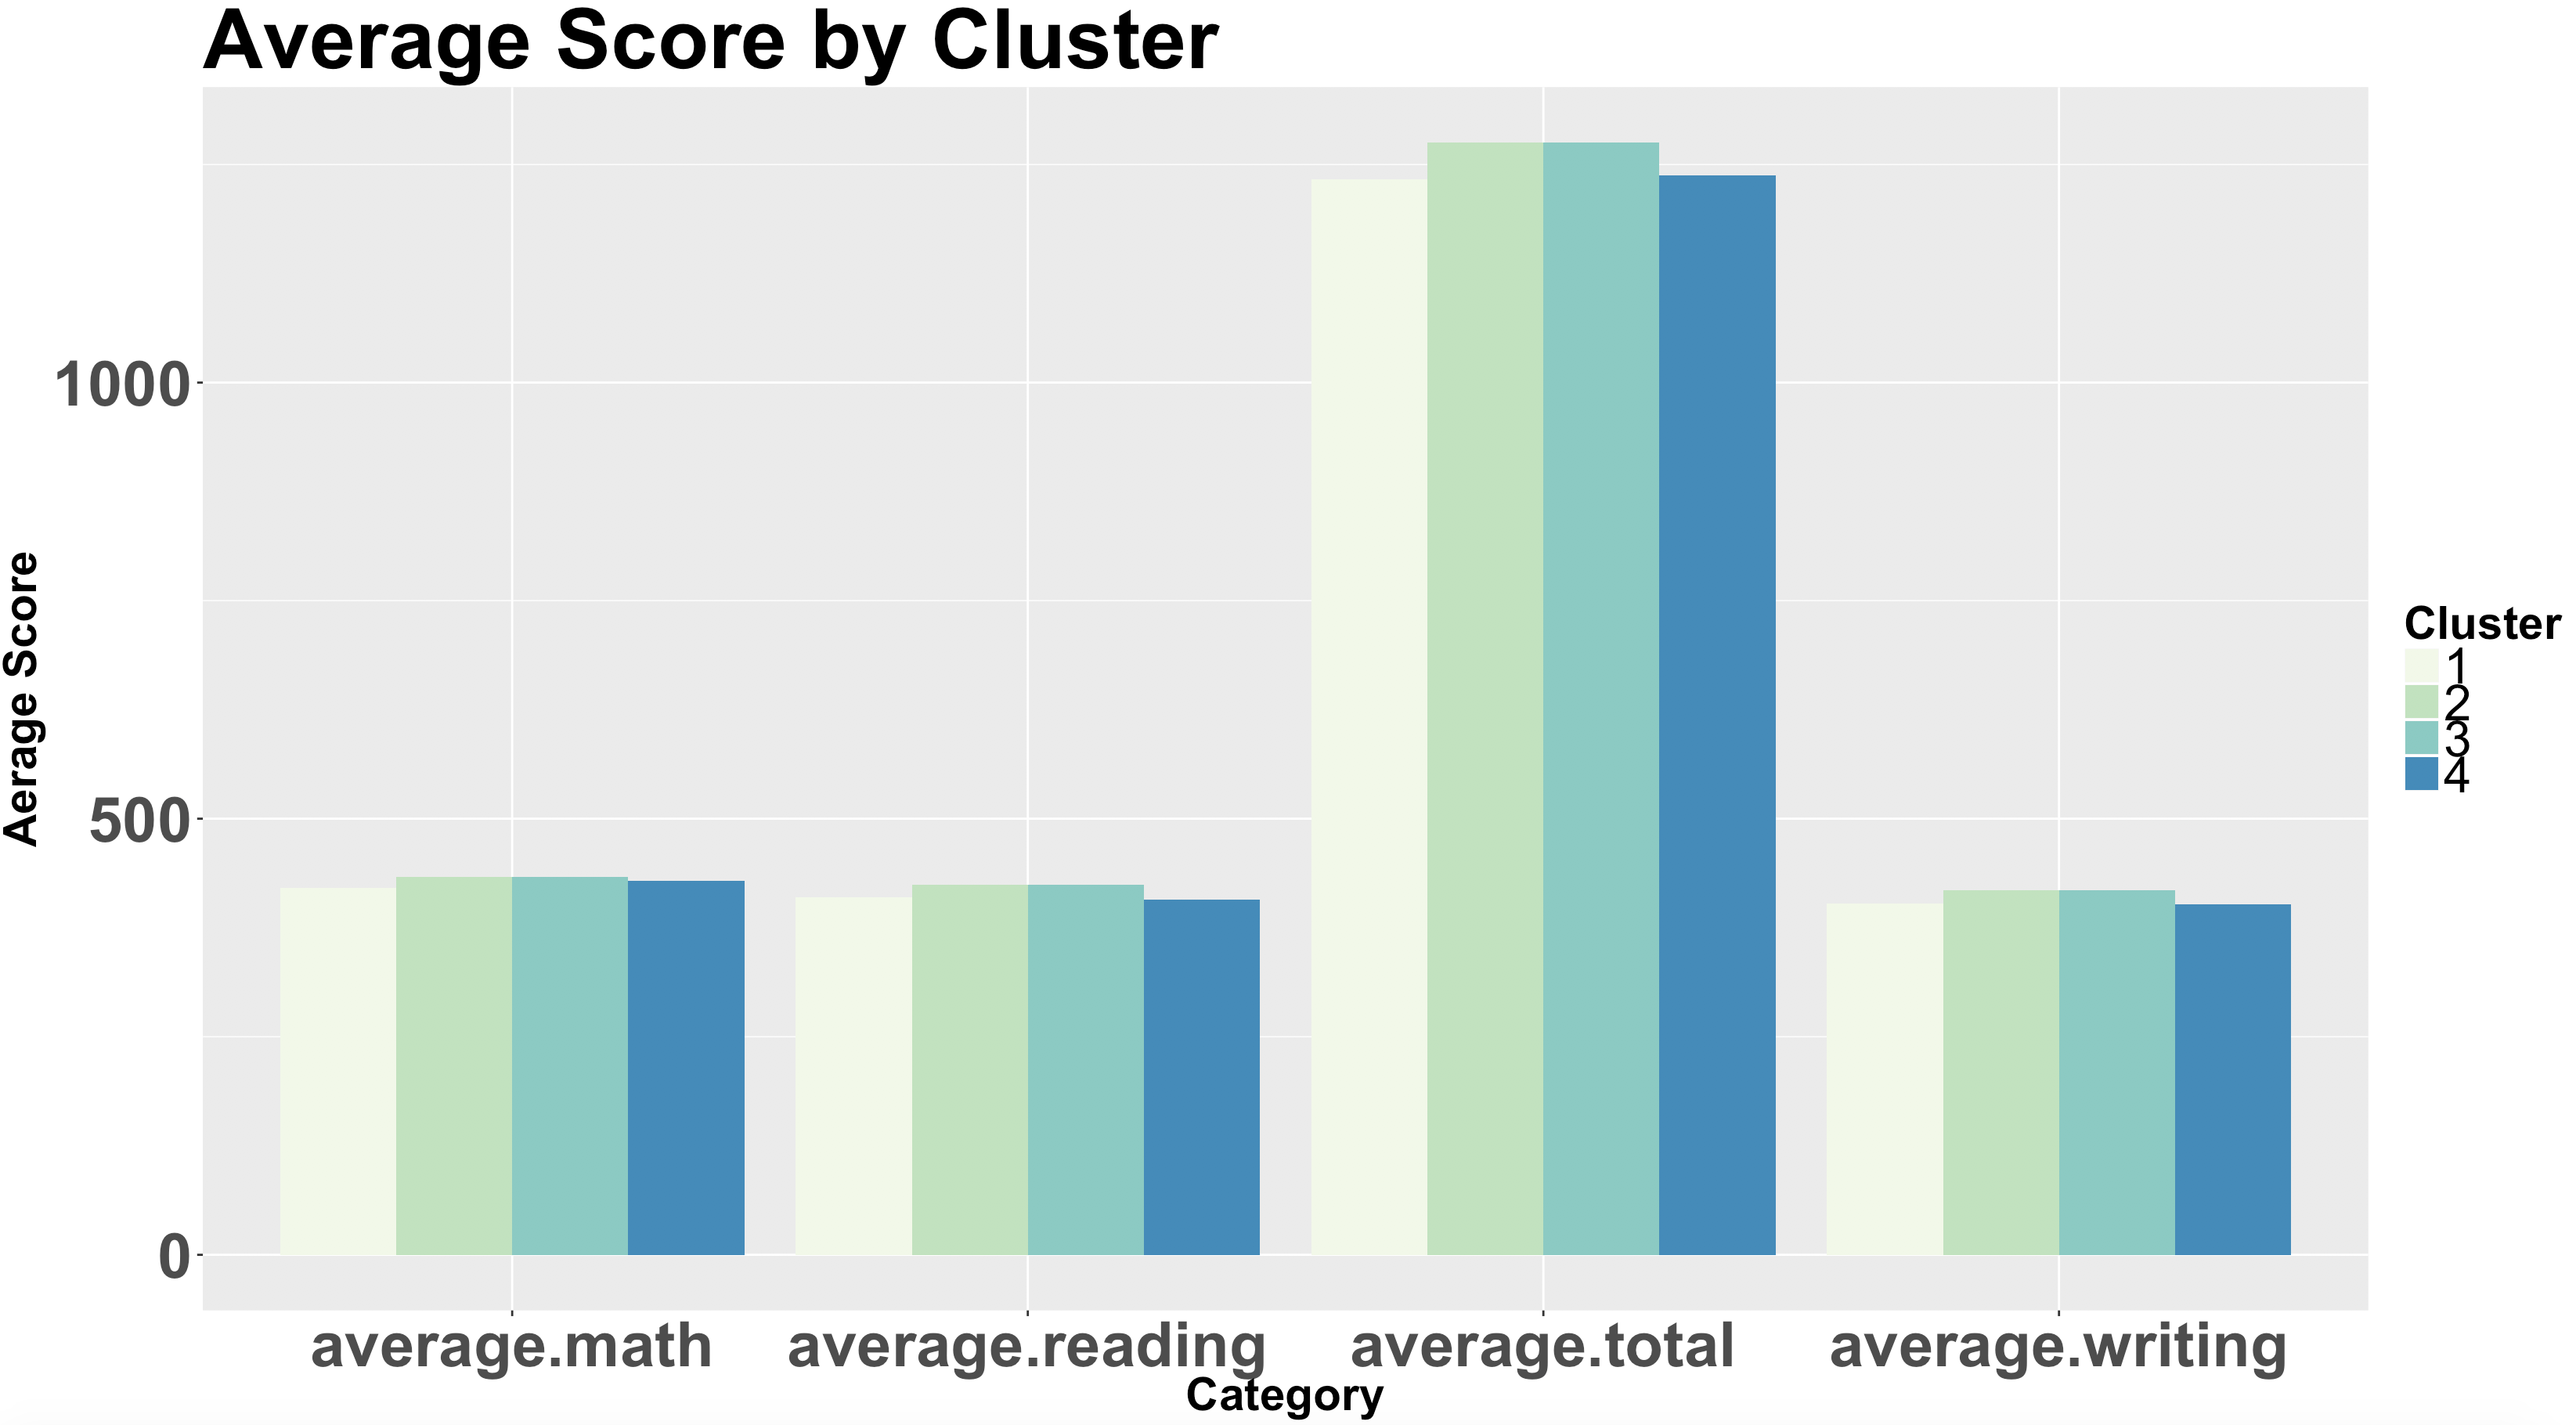 Average Score by Cluster
Aerage Score
1000
500
0
average.math average.reading average.total average.writing
Category
Cluster
1
2
3
4